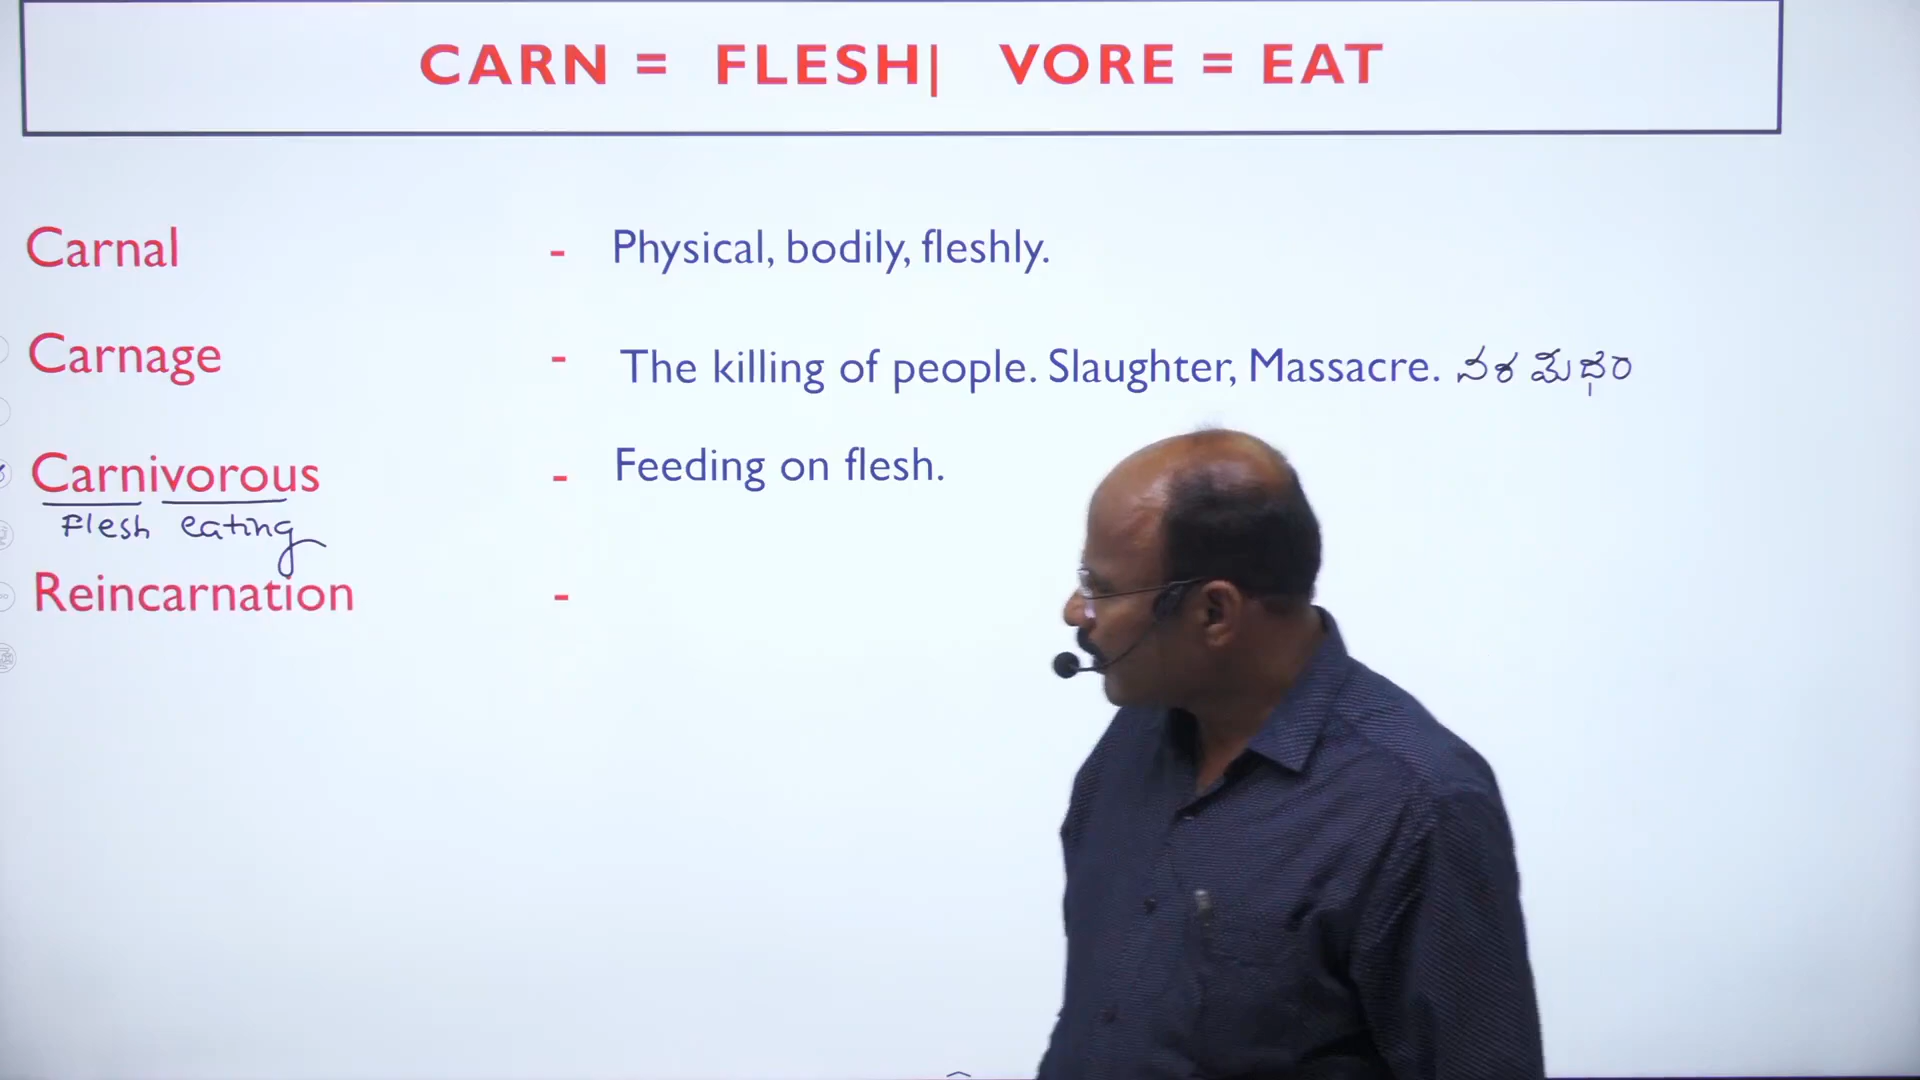 CARN = FLESH| VORE = EAT
Carnal - Physical, bodily, fleshly.
Carnage - The killing of people. Slaughter, Massacre. నరమేధం
Carnivorous - Feeding on flesh.
Flesh eating
Reincarnation -